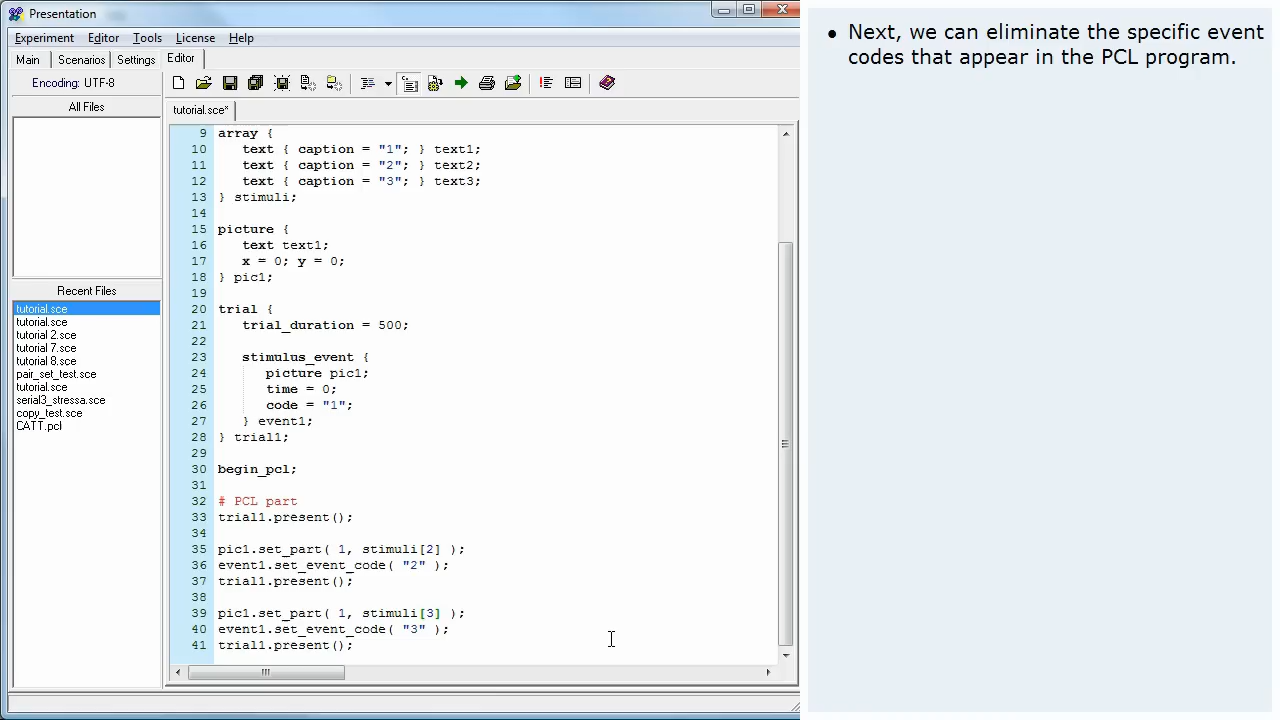 Presentation
Experiment Editor Tools License Help
Main Scenarios Settings Editor
Encoding: UTF-8
All Files
tutorial.sce*
9 array {
10 text { caption = "1"; } text1;
11 text { caption = "2"; } text2;
12 text { caption = "3"; } text3;
13 } stimuli;
14
15 picture {
16 text text1;
17 x = 0; y = 0;
18 } pic1;
19
20 trial {
21 trial_duration = 500;
22
23 stimulus_event {
24 picture pic1;
25 time = 0;
26 code = "1";
27 } event1;
28 } trial1;
29
30 begin_pcl;
31
32 # PCL part
33 trial1.present();
34
35 pic1.set_part( 1, stimuli[2] );
36 event1.set_event_code( "2" );
37 trial1.present();
38
39 pic1.set_part( 1, stimuli[3] );
40 event1.set_event_code( "3" );
41 trial1.present();
Recent Files
tutorial.sce
tutorial.sce
tutorial 2.sce
tutorial 7.sce
tutorial 8.sce
pair_set_test.sce
tutorial.sce
serial3_stressa.sce
copy_test.sce
CATT.pcl
• Next, we can eliminate the specific event
codes that appear in the PCL program.